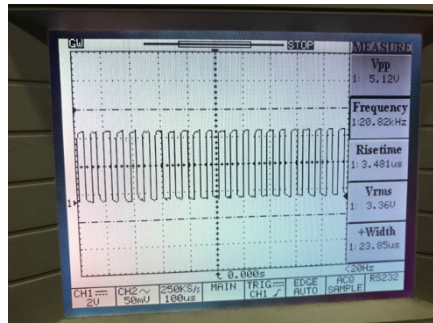 GW STOP MEASURE
Vpp
1: 5.12V
Frequency
1:20.82kHz
Risetime
1: 3.481us
Vrms
1: 3.36V
+Width
1: 23.85us
1
0.000s <20Hz
CH1 CH2 250KS/s MAIN TRIG EDGE ACQ RS232
2V 50mV 100us CH1 AUTO SAMPLE